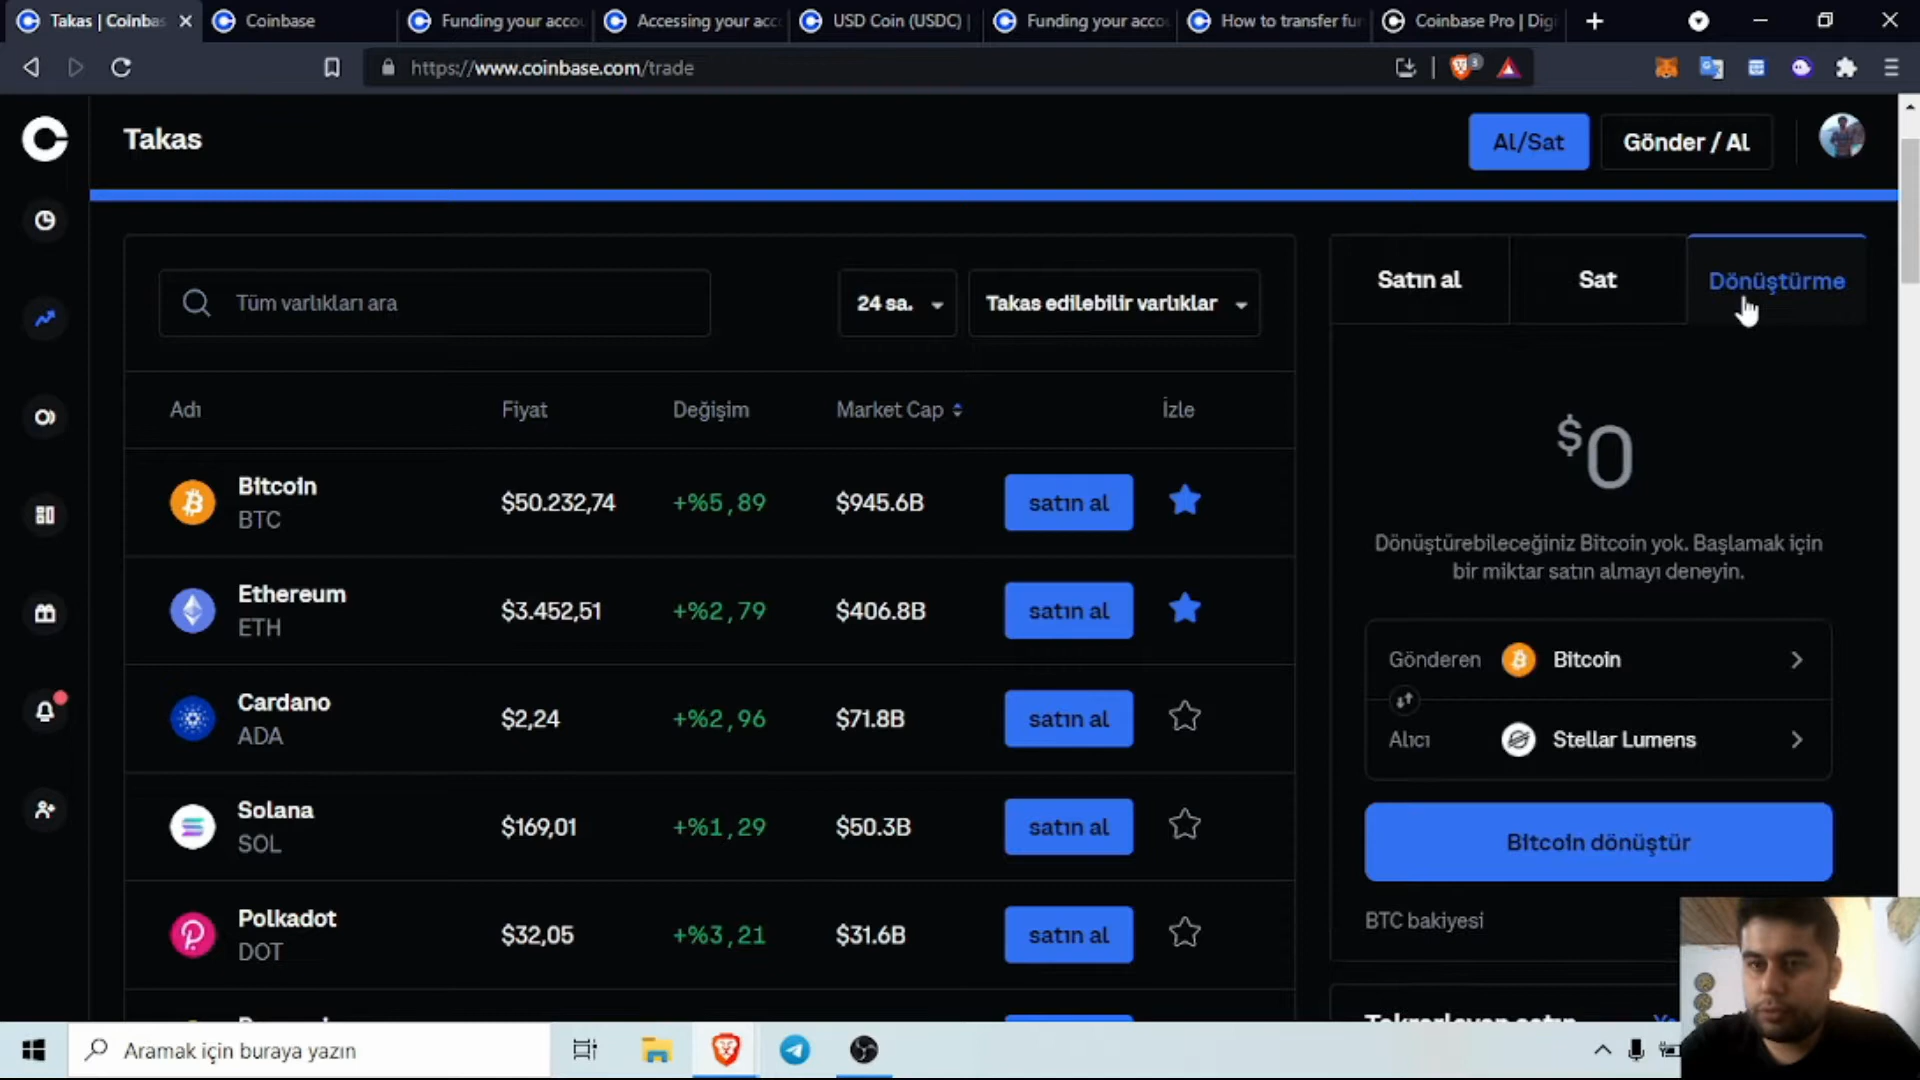 Takas | Coinbas
Coinbase
Funding your accou
Accessing your acc
USD Coin (USDC) |
Funding your accou
How to transfer fu
Coinbase Pro | Dig
https://www.coinbase.com/trade
3
Takas
Al/Sat
Gönder / Al
Tüm varlıkları ara
24 sa.
Takas edilebilir varlıklar
Satın al
Sat
Dönüştürme
Adı
Fiyat
Değişim
Market Cap
İzle
$0
Dönüştürebileceğiniz Bitcoin yok. Başlamak için
bir miktar satın almayı deneyin.
Bitcoin
BTC
$50.232,74
+%5,89
$945.6B
satın al
Ethereum
ETH
$3.452,51
+%2,79
$406.8B
satın al
Gönderen
Bitcoin
Alıcı
Stellar Lumens
Cardano
ADA
$2,24
+%2,96
$71.8B
satın al
Solana
SOL
$169,01
+%1,29
$50.3B
satın al
Bitcoin dönüştür
BTC bakiyesi
Polkadot
DOT
$32,05
+%3,21
$31.6B
satın al
Aramak için buraya yazın